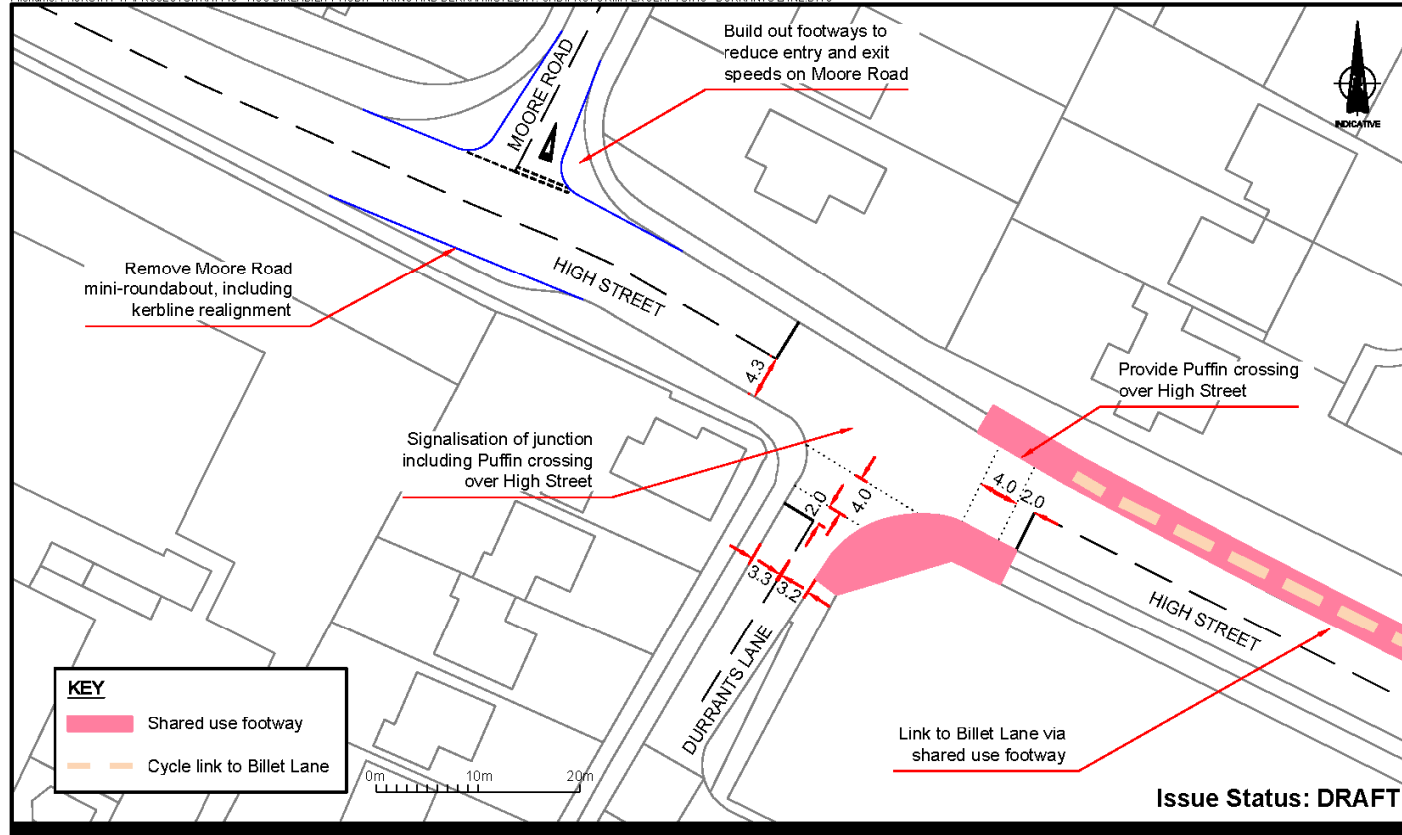 Build out footways to
reduce entry and exit
speeds on Moore Road
MOORE ROAD
INDICATIVE
Remove Moore Road
mini-roundabout, including
kerbline realignment
HIGH STREET
4.3
Provide Puffin crossing
over High Street
Signalisation of junction
including Puffin crossing
over High Street
4.0
2.0
2.0
4.0
3.3
3.2
HIGH STREET
DURRANTS LANE
KEY
Shared use footway
Cycle link to Billet Lane
0m
10m
20m
Link to Billet Lane via
shared use footway
Issue Status: DRAFT